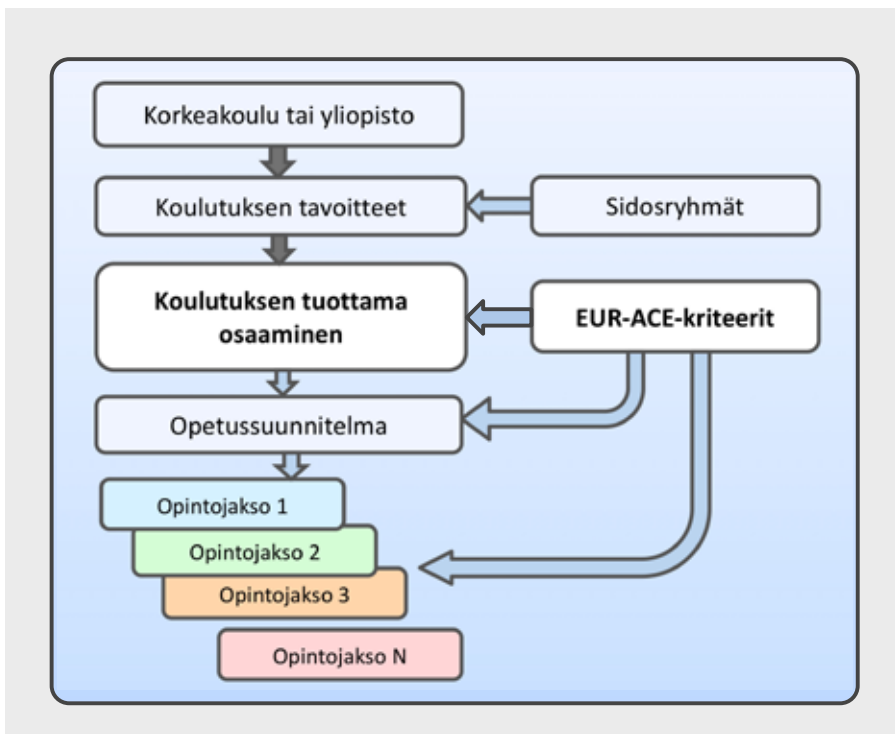 Korkeakoulu tai yliopisto
Koulutuksen tavoitteet
Sidosryhmät
Koulutuksen tuottama
osaaminen
EUR-ACE-kriteerit
Opetussuunnitelma
Opintojakso 1
Opintojakso 2
Opintojakso 3
Opintojakso N